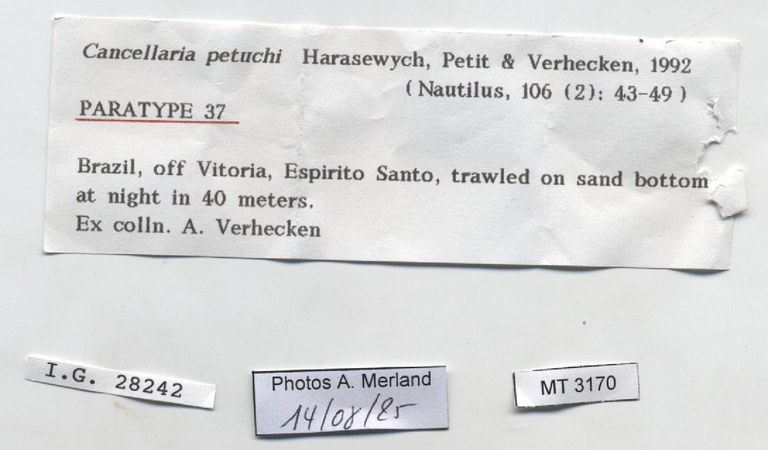 Cancellaria petuchi Harasewych, Petit & Verhecken, 1992
(Nautilus, 106 (2): 43-49)
PARATYPE 37
Brazil, off Vitoria, Espirito Santo, trawled on sand bottom
at night in 40 meters.
Ex colln. A. Verhecken
I.G. 28242
Photos A. Merland
14/08/25
MT 3170